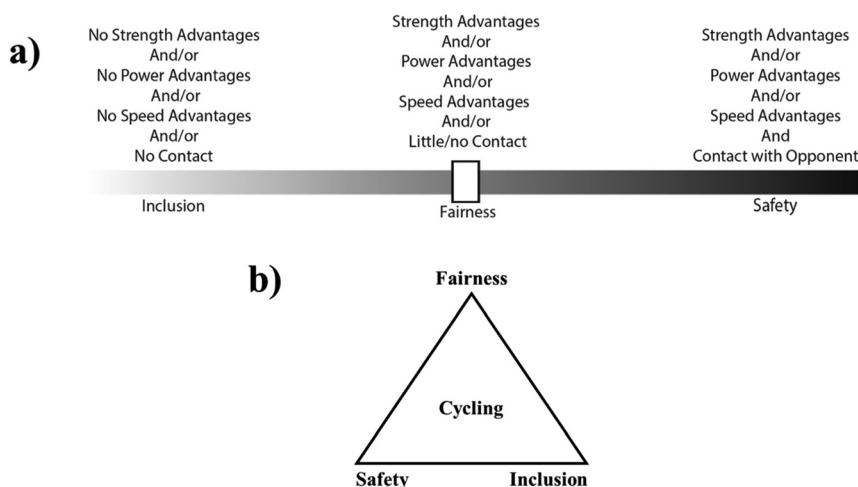 a)
No Strength Advantages
And/or
No Power Advantages
And/or
No Speed Advantages
And/or
No Contact
Strength Advantages
And/or
Power Advantages
And/or
Speed Advantages
And/or
Little/no Contact
Strength Advantages
And/or
Power Advantages
And/or
Speed Advantages
And
Contact with Opponent
Inclusion
Fairness
Safety
b)
Fairness
Cycling
Safety
Inclusion